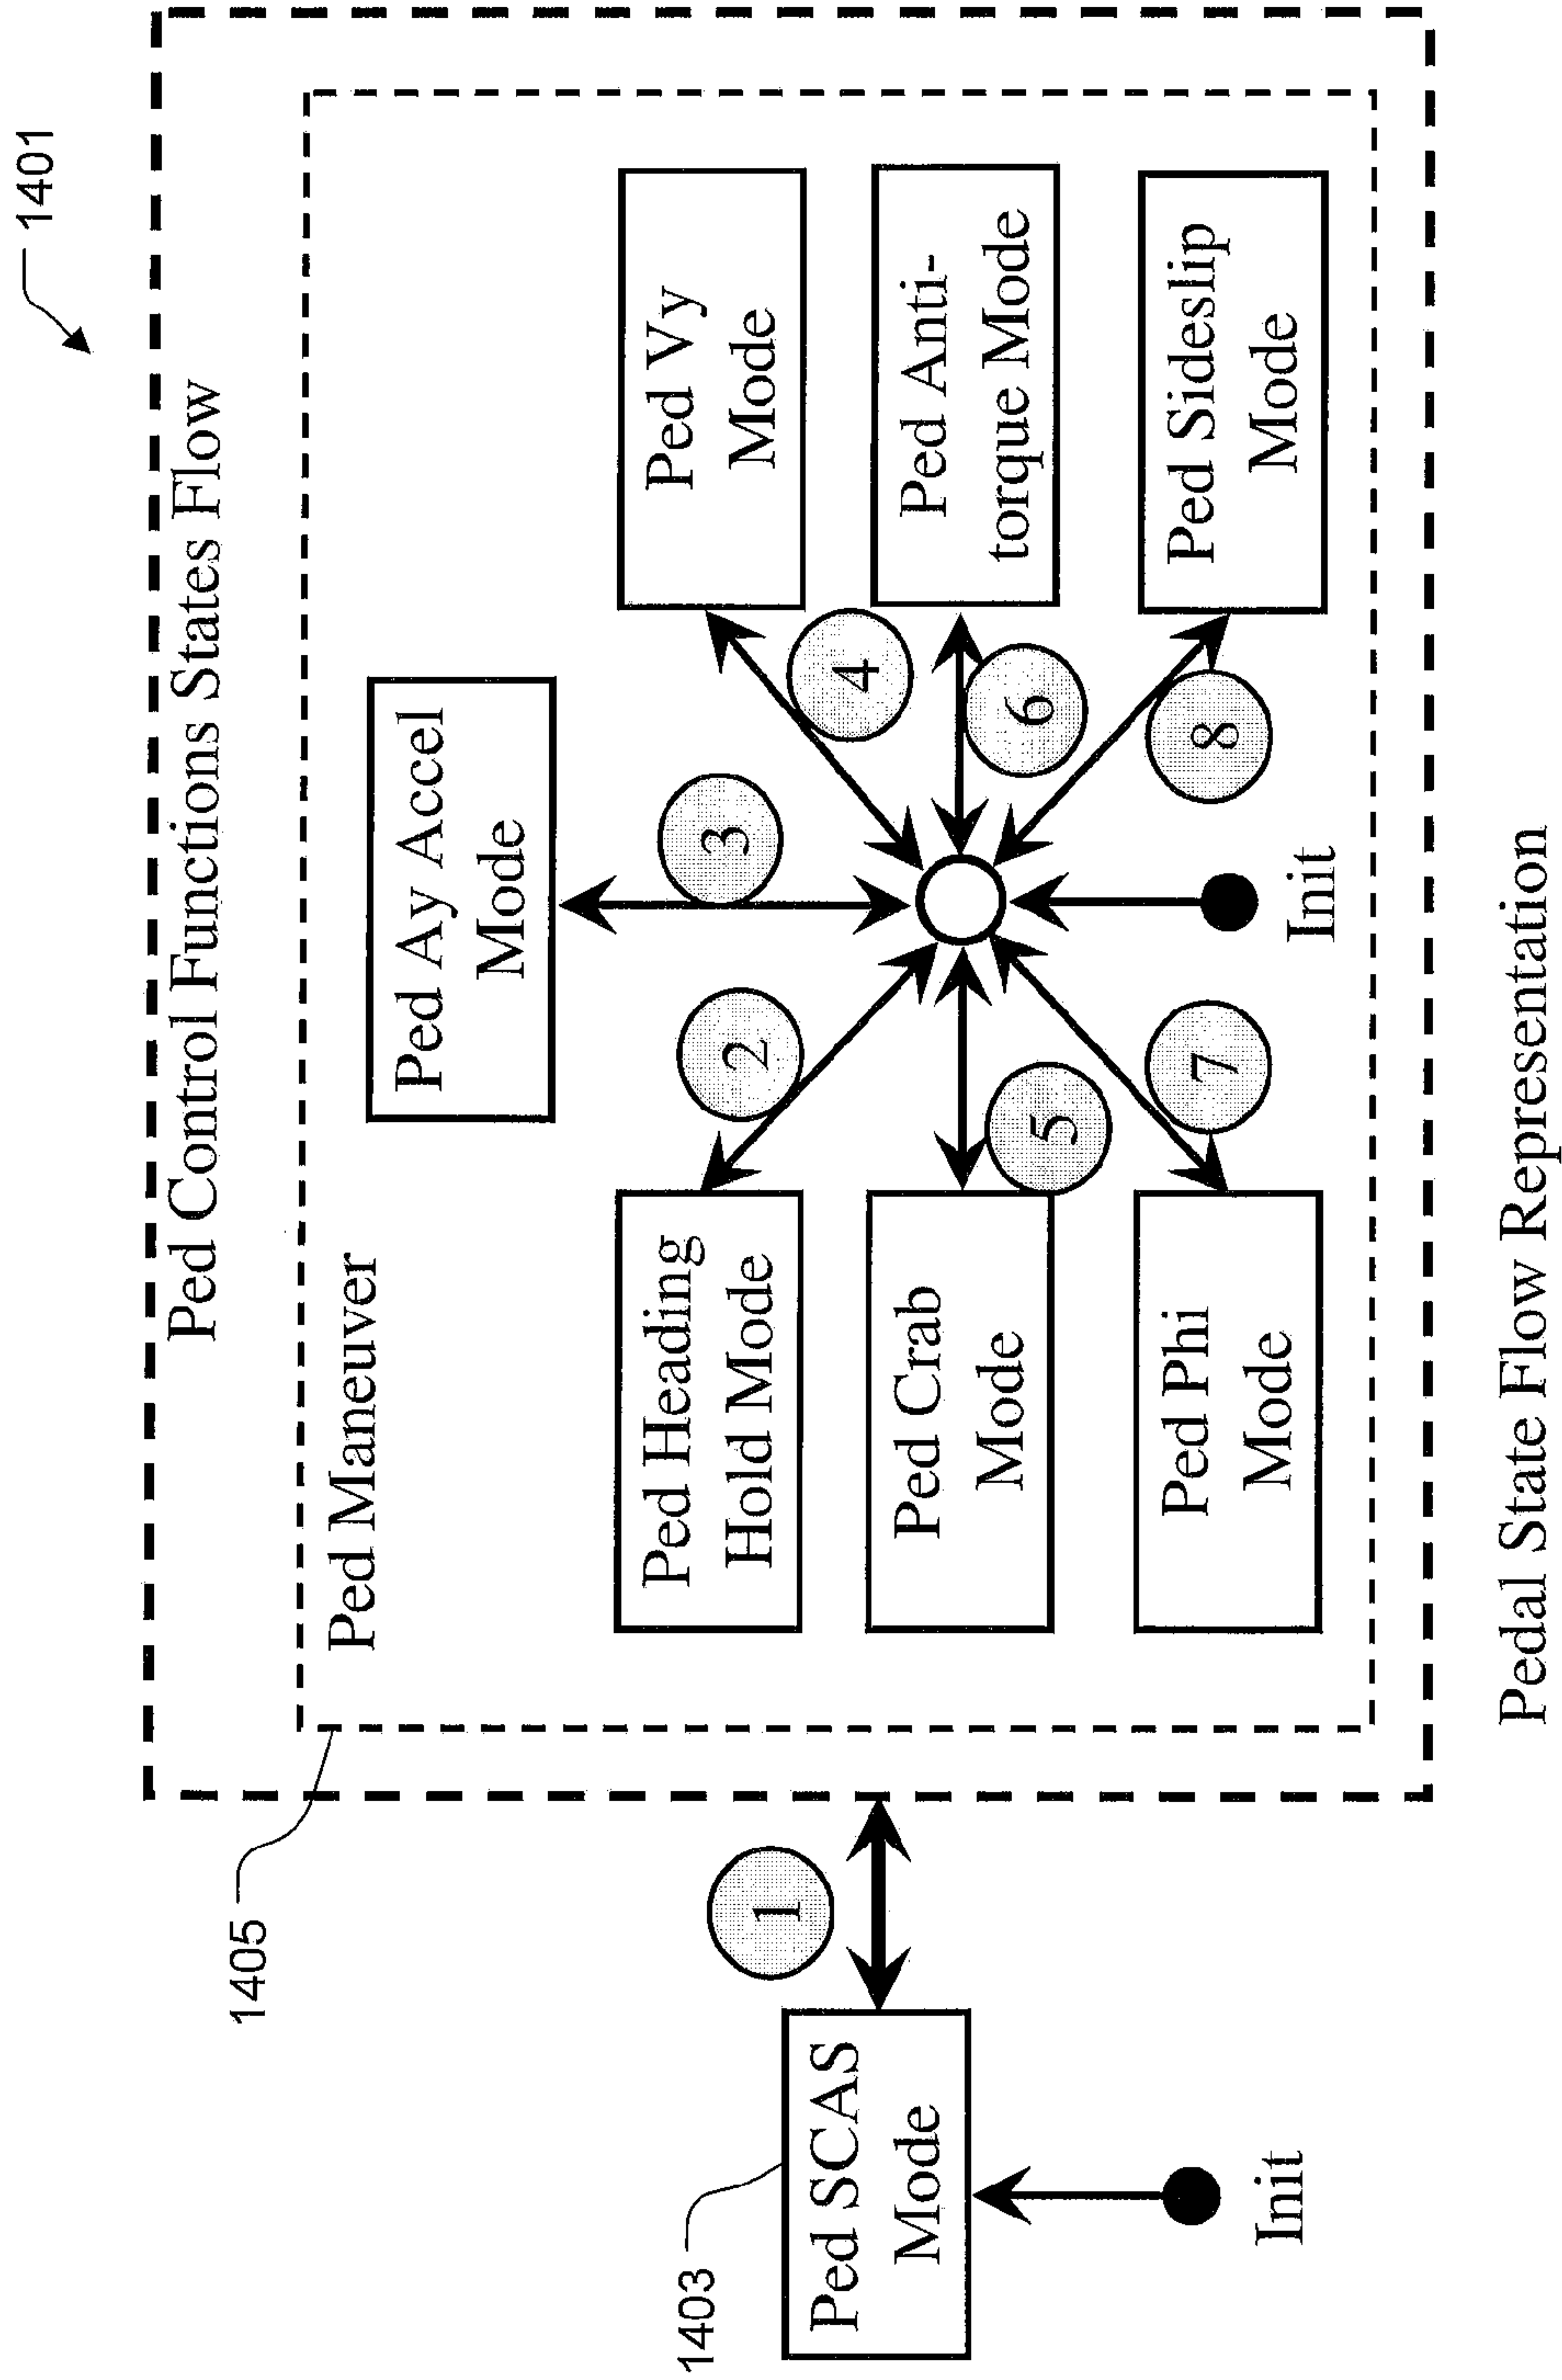 1401
Ped Control Functions States Flow
1405
Ped Maneuver
Ped Ay Accel
Mode
Ped Heading
Hold Mode
2
3
4
Ped Vy
Mode
1403
Ped SCAS
Mode
1
Ped Crab
Mode
5
6
Ped Anti-
torque Mode
Ped Phi
Mode
7
8
Ped Sideslip
Mode
Init
Init
Pedal State Flow Representation